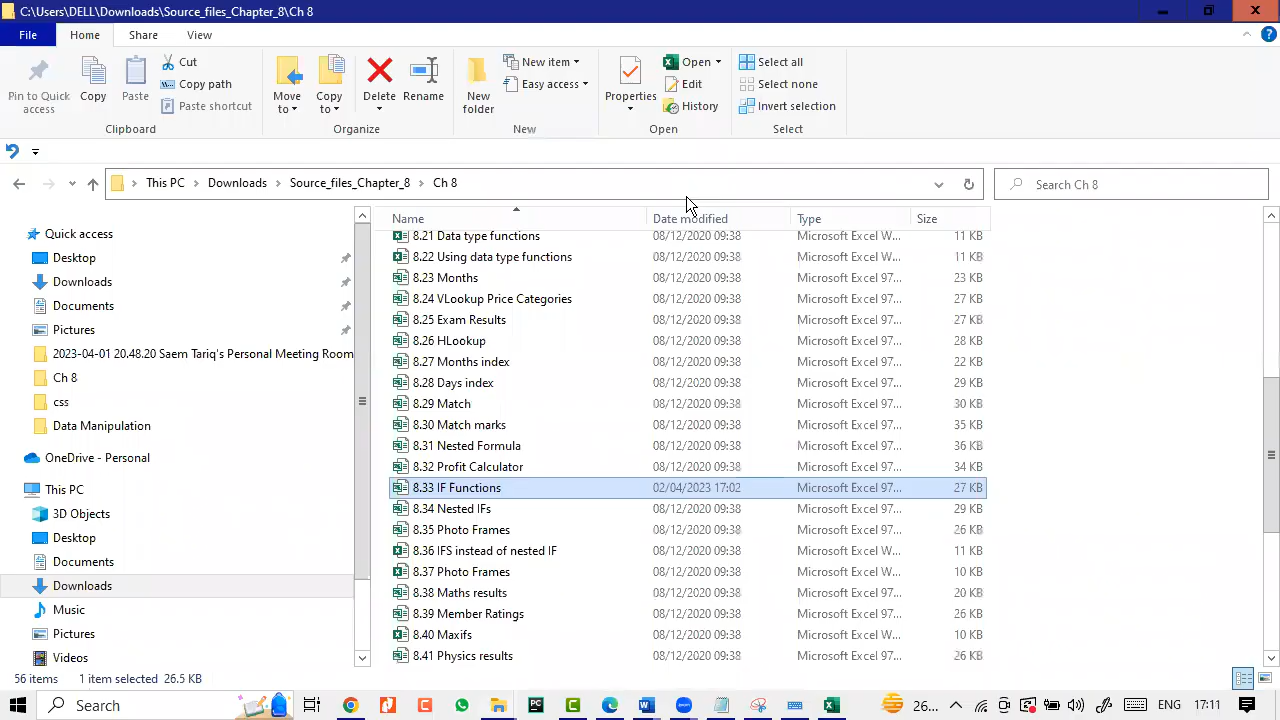 C:\Users\DELL\Downloads\Source_files_Chapter_8\Ch 8
File Home Share View
Pin to Quick access
Copy
Paste
Cut
Copy path
Paste shortcut
Clipboard
Move to
Copy to
Delete
Rename
Organize
New folder
New item
Easy access
New
Properties
Open
Edit
History
Open
Select all
Select none
Invert selection
Select
This PC > Downloads > Source_files_Chapter_8 > Ch 8
Search Ch 8
Quick access
Desktop
Downloads
Documents
Pictures
2023-04-01 20.48.20 Saem Tariq's Personal Meeting Room
Ch 8
css
Data Manipulation
OneDrive - Personal
This PC
3D Objects
Desktop
Documents
Downloads
Music
Pictures
Videos
Name Date modified Type Size
8.21 Data type functions 08/12/2020 09:38 Microsoft Excel W... 11 KB
8.22 Using data type functions 08/12/2020 09:38 Microsoft Excel W... 11 KB
8.23 Months 08/12/2020 09:38 Microsoft Excel 97... 23 KB
8.24 VLookup Price Categories 08/12/2020 09:38 Microsoft Excel 97... 27 KB
8.25 Exam Results 08/12/2020 09:38 Microsoft Excel 97... 27 KB
8.26 HLookup 08/12/2020 09:38 Microsoft Excel 97... 28 KB
8.27 Months index 08/12/2020 09:38 Microsoft Excel 97... 22 KB
8.28 Days index 08/12/2020 09:38 Microsoft Excel 97... 29 KB
8.29 Match 08/12/2020 09:38 Microsoft Excel 97... 30 KB
8.30 Match marks 08/12/2020 09:38 Microsoft Excel 97... 35 KB
8.31 Nested Formula 08/12/2020 09:38 Microsoft Excel 97... 36 KB
8.32 Profit Calculator 08/12/2020 09:38 Microsoft Excel 97... 34 KB
8.33 IF Functions 02/04/2023 17:02 Microsoft Excel 97... 27 KB
8.34 Nested IFs 08/12/2020 09:38 Microsoft Excel 97... 29 KB
8.35 Photo Frames 08/12/2020 09:38 Microsoft Excel 97... 26 KB
8.36 IFS instead of nested IF 08/12/2020 09:38 Microsoft Excel W... 11 KB
8.37 Photo Frames 08/12/2020 09:38 Microsoft Excel W... 10 KB
8.38 Maths results 08/12/2020 09:38 Microsoft Excel 97... 20 KB
8.39 Member Ratings 08/12/2020 09:38 Microsoft Excel 97... 26 KB
8.40 Maxifs 08/12/2020 09:38 Microsoft Excel W... 10 KB
8.41 Physics results 08/12/2020 09:38 Microsoft Excel 97... 26 KB
56 items 1 item selected 26.5 KB
Search
26...
ENG 17:11